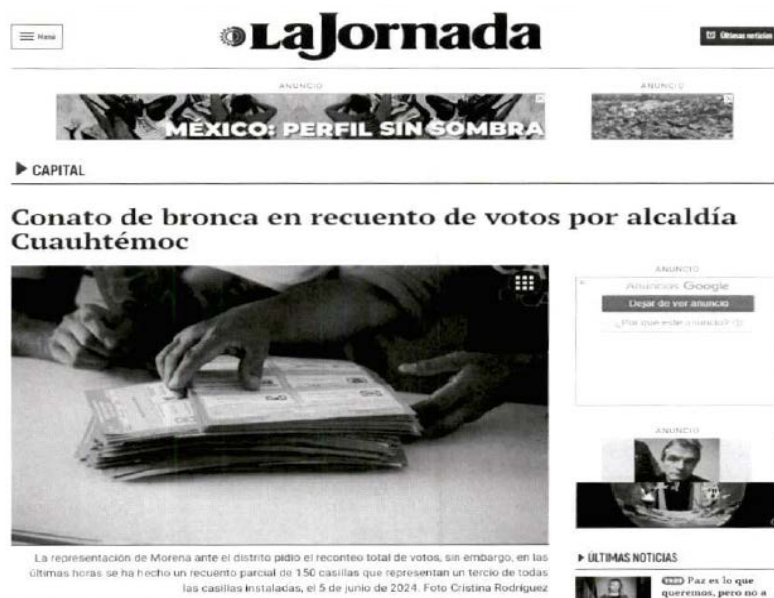 Menú
LaJornada
Últimas noticias
ANUNCIO
ANUNCIO
MÉXICO: PERFIL SIN SOMBRA
CAPITAL
Conato de bronca en recuento de votos por alcaldía
Cuauhtémoc
ANUNCIO
Anuncios Google
Dejar de ver anuncio
¿Por qué este anuncio?
ANUNCIO
La representación de Morena ante el distrito pidió el reconteo total de votos, sin embargo, en las
últimas horas se ha hecho un recuento parcial de 150 casillas que representan un tercio de todas
las casillas instaladas, el 5 de junio de 2024. Foto Cristina Rodríguez
ÚLTIMAS NOTICIAS
Paz es lo que
queremos, pero no a